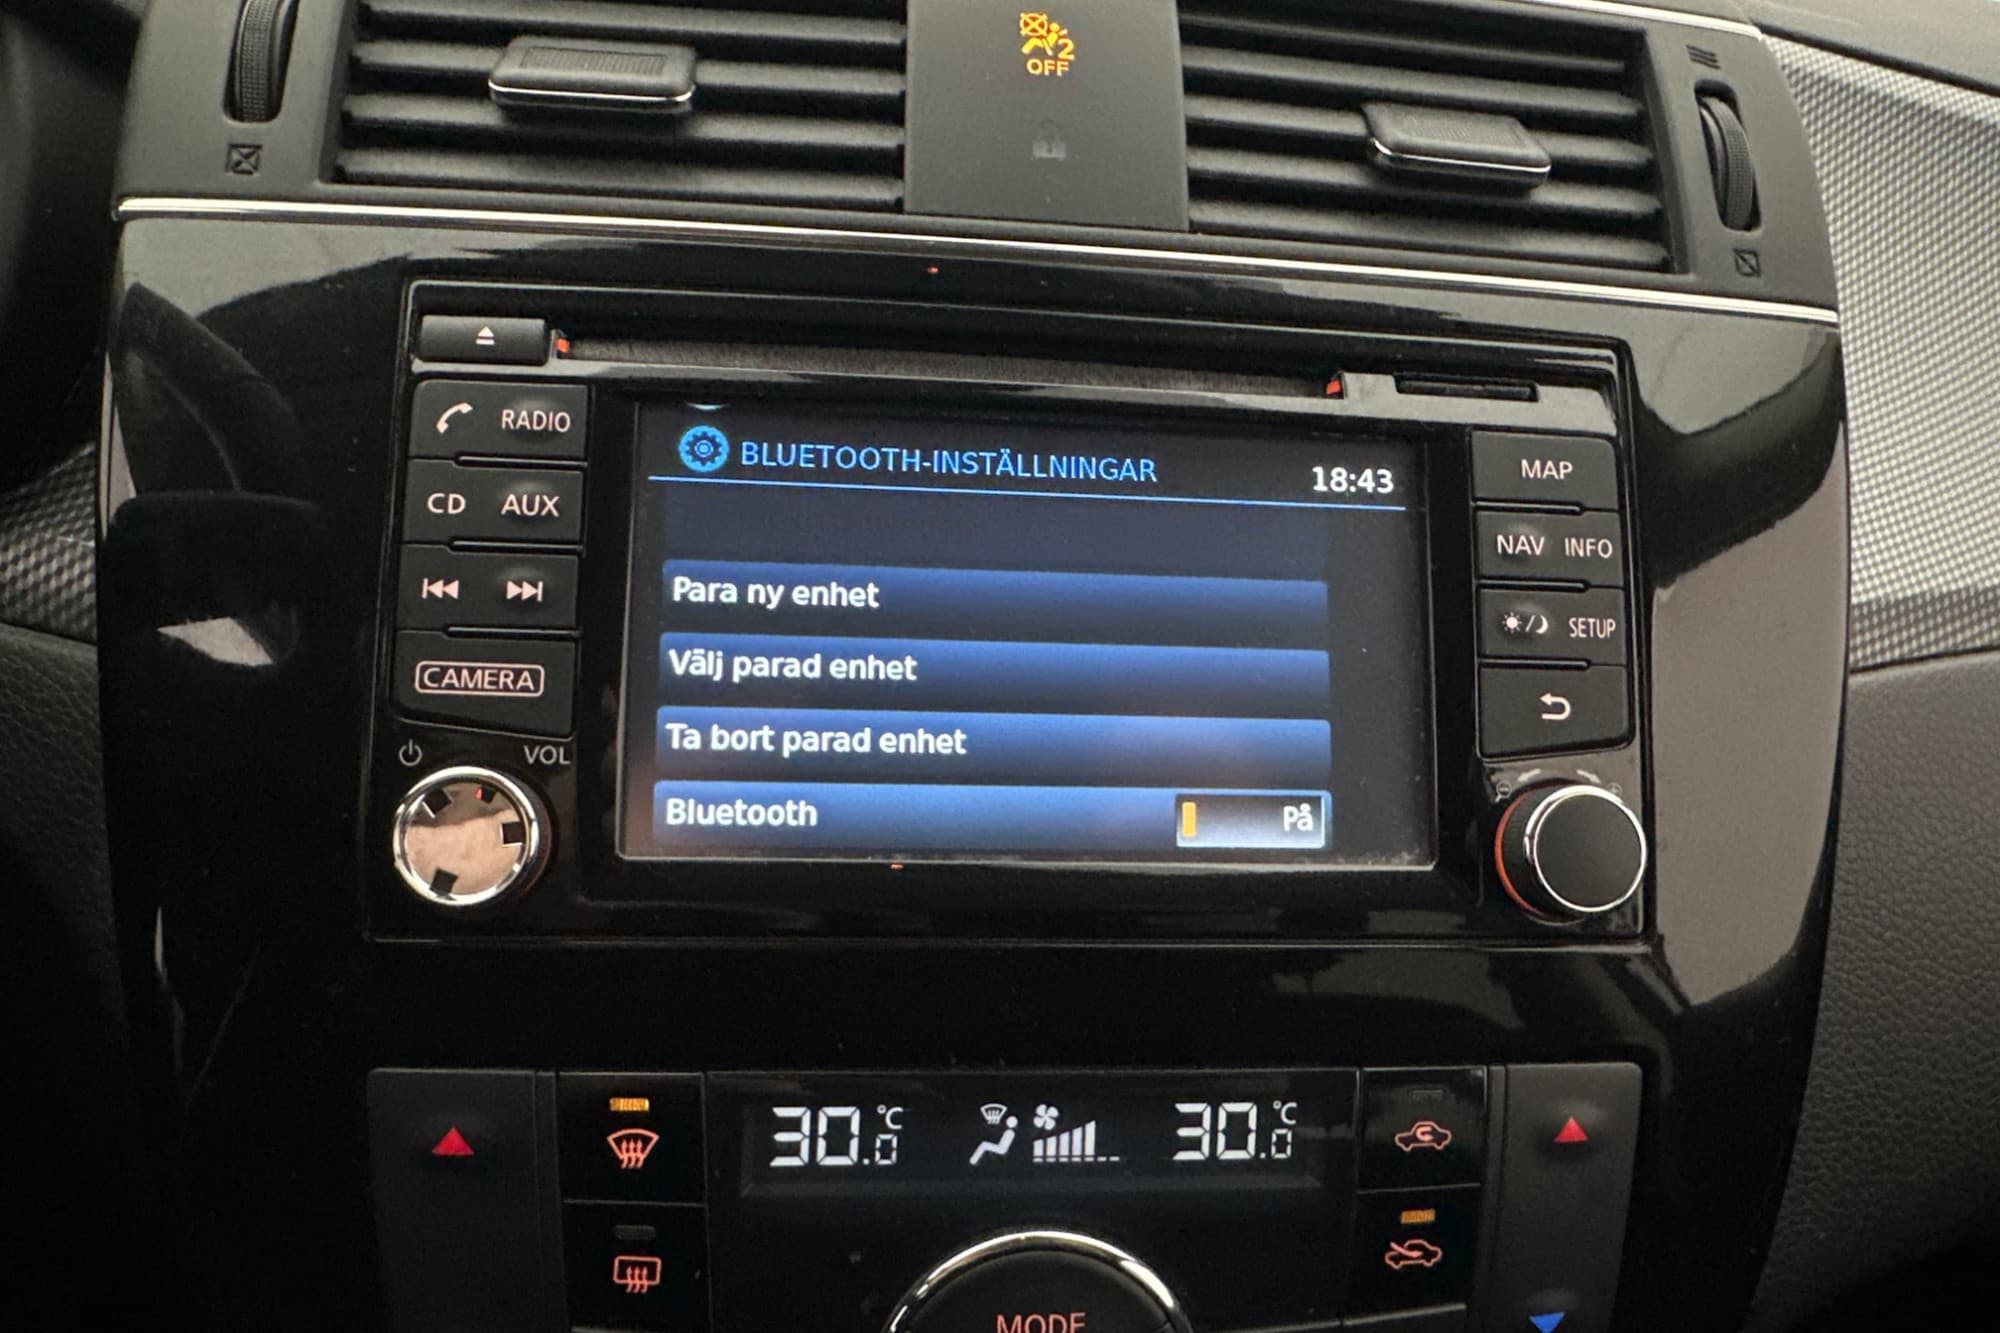 2
OFF
RADIO
CD AUX
CAMERA
VOL
BLUETOOTH-INSTÄLLNINGAR 18:43
Para ny enhet
Välj parad enhet
Ta bort parad enhet
Bluetooth På
MAP
NAV INFO
SETUP
30.0 °C
30.0 °C
MODE